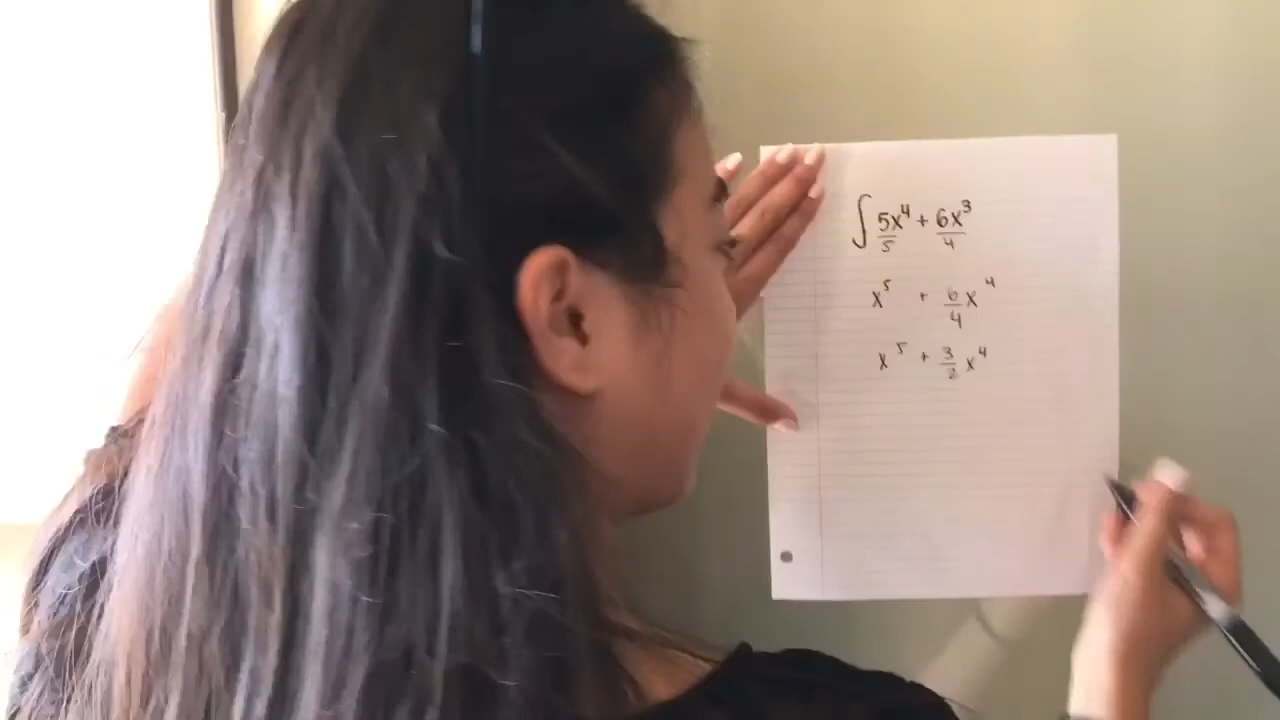 ∫ 5x⁴/5 + 6x³/4
x⁵ + 6/4 x⁴
x⁵ + 3/2 x⁴